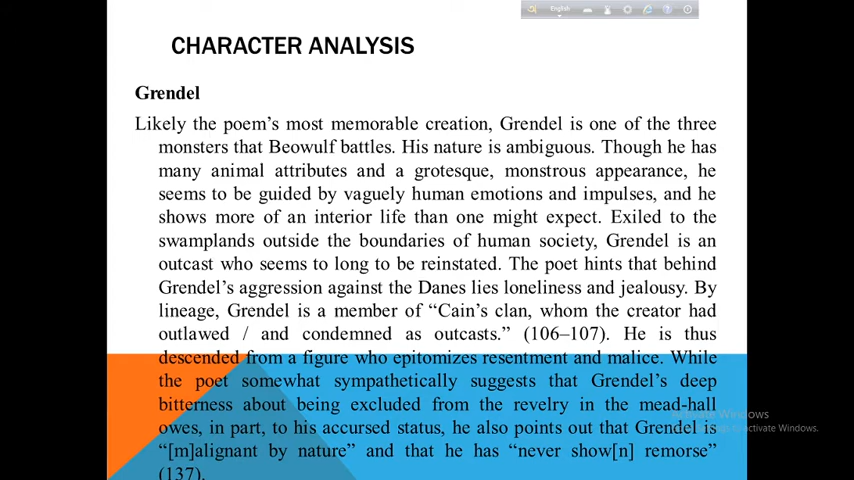 English
CHARACTER ANALYSIS
Grendel
Likely the poem's most memorable creation, Grendel is one of the three
monsters that Beowulf battles. His nature is ambiguous. Though he has
many animal attributes and a grotesque, monstrous appearance, he
seems to be guided by vaguely human emotions and impulses, and he
shows more of an interior life than one might expect. Exiled to the
swamplands outside the boundaries of human society, Grendel is an
outcast who seems to long to be reinstated. The poet hints that behind
Grendel's aggression against the Danes lies loneliness and jealousy. By
lineage, Grendel is a member of “Cain's clan, whom the creator had
outlawed / and condemned as outcasts.” (106–107). He is thus
descended from a figure who epitomizes resentment and malice. While
the poet somewhat sympathetically suggests that Grendel's deep
bitterness about being excluded from the revelry in the mead-hall
owes, in part, to his accursed status, he also points out that Grendel is
“[m]alignant by nature” and that he has “never show[n] remorse”
(137).
Activate Windows
to activate Windows.